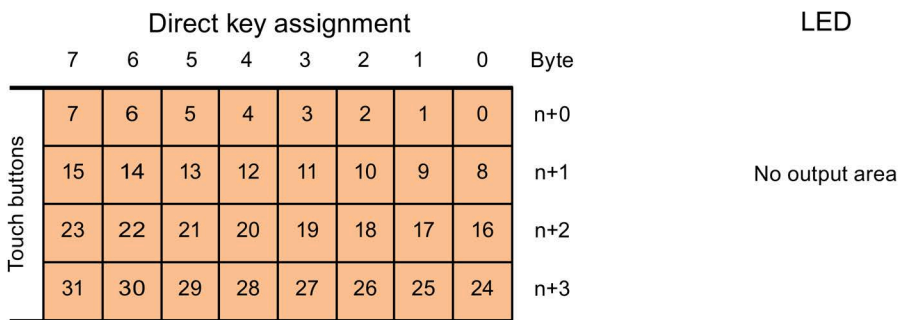 Direct key assignment LED
7 6 5 4 3 2 1 0 Byte
7 6 5 4 3 2 1 0 n+0
15 14 13 12 11 10 9 8 n+1
No output area
23 22 21 20 19 18 17 16 n+2
31 30 29 28 27 26 25 24 n+3
Touch buttons